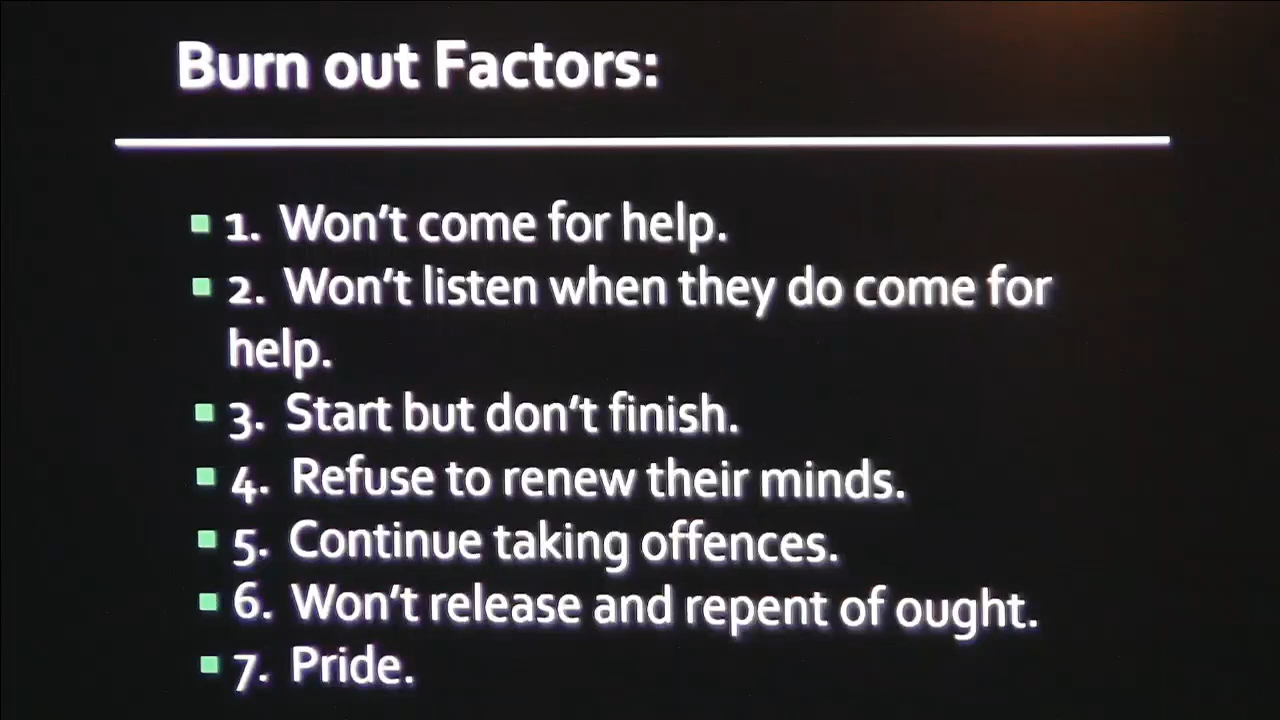 Burn out Factors:
1. Won't come for help.
2. Won't listen when they do come for
help.
3. Start but don't finish.
4. Refuse to renew their minds.
5. Continue taking offences.
6. Won't release and repent of ought.
7. Pride.